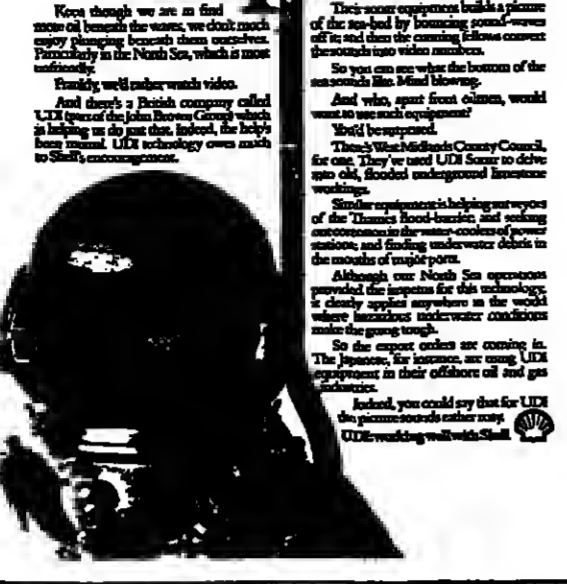 Keen though we are to find
more oil beneath the waves, we don't much
enjoy plunging beneath them ourselves.
Particularly in the North Sea, which is most
unfriendly.
Frankly, we'd rather watch video.
And there's a British company called
UDI (part of the John Brown Group) which
is helping us do just that. Indeed, the help's
been mutual. UDI technology owes much
to Shell's encouragement.
Their sonar equipment builds a picture
of the sea-bed by bouncing sound-waves
off it; and then the cunning fellows convert
the sounds into video numbers.
So you can see what the bottom of the
sea sounds like. Mind blowing.
And who, apart from oilmen, would
want to use such equipment?
You'd be surprised.
There's West Midlands County Council,
for one. They've used UDI Sonar to delve
into old, flooded underground limestone
workings.
Similar equipment is helping surveyors
of the Thames flood-barrier, and seeking
out corrosion in the water-coolers of power
stations; and finding underwater debris in
the mouths of major ports.
Although our North Sea operations
provided the impetus for this technology,
it clearly applies anywhere in the world
where hazardous underwater conditions
make the going tough.
So the export orders are coming in.
The Japanese, for instance, are using UDI
equipment in their offshore oil and gas
industries.
Indeed, you could say that for UDI
the picture sounds rather rosy.
UDI: working well with Shell.